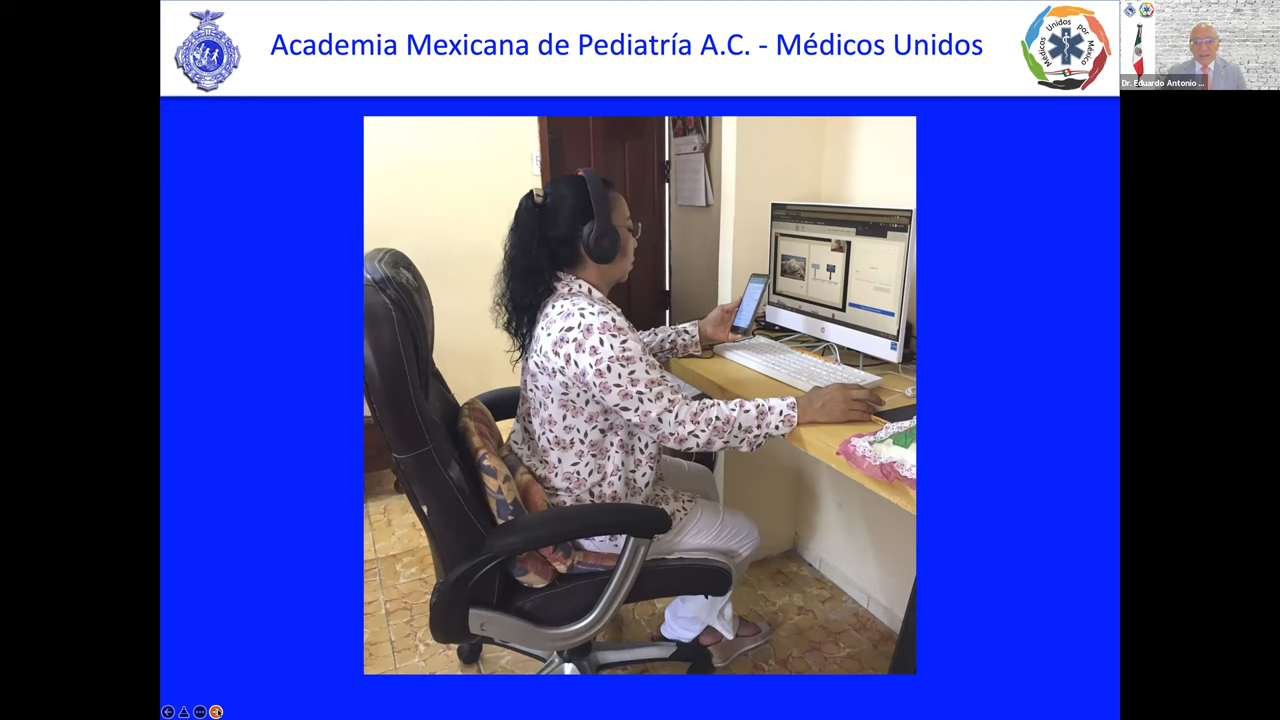 Academia Mexicana de Pediatría A.C. - Médicos Unidos
Médicos Unidos por México
Dr. Eduardo Antonio ...